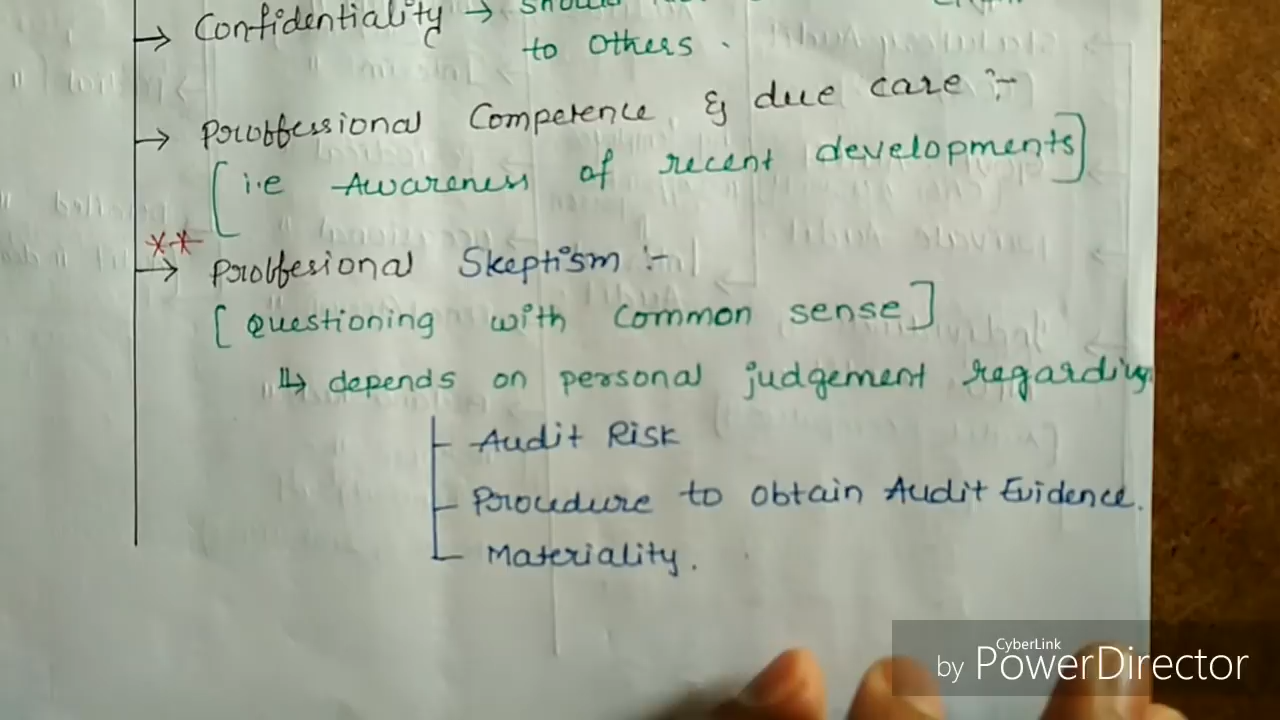 → Confidentiality → should
to others.
→ Proffessional Competence & due care :-
[i.e Awareness of recent developments]
** → Proffesional Skeptism :-
[Questioning with common sense]
↳ depends on personal judgement regarding
Audit Risk
Procedure to obtain Audit Evidence.
Materiality.
CyberLink
by PowerDirector